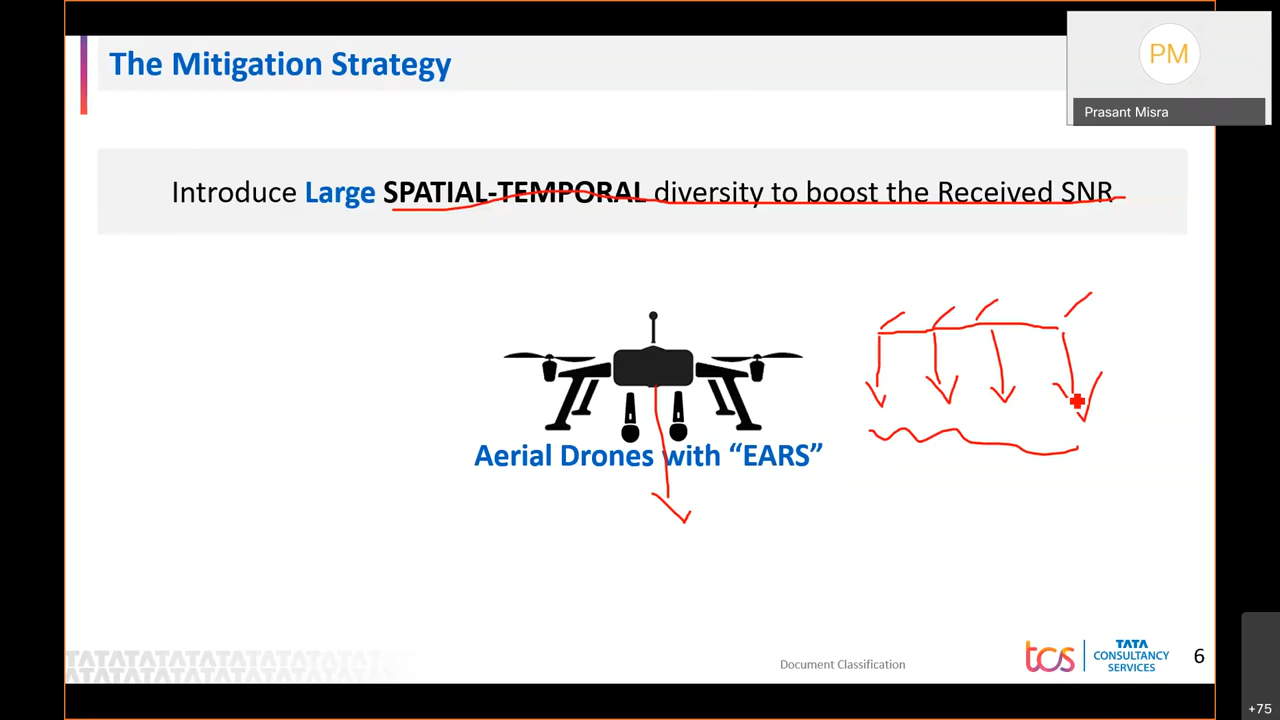 The Mitigation Strategy
PM
Prasant Misra
Introduce Large SPATIAL-TEMPORAL diversity to boost the Received SNR
Aerial Drones with “EARS”
Document Classification
tcs
TATA
CONSULTANCY
SERVICES
6
+75